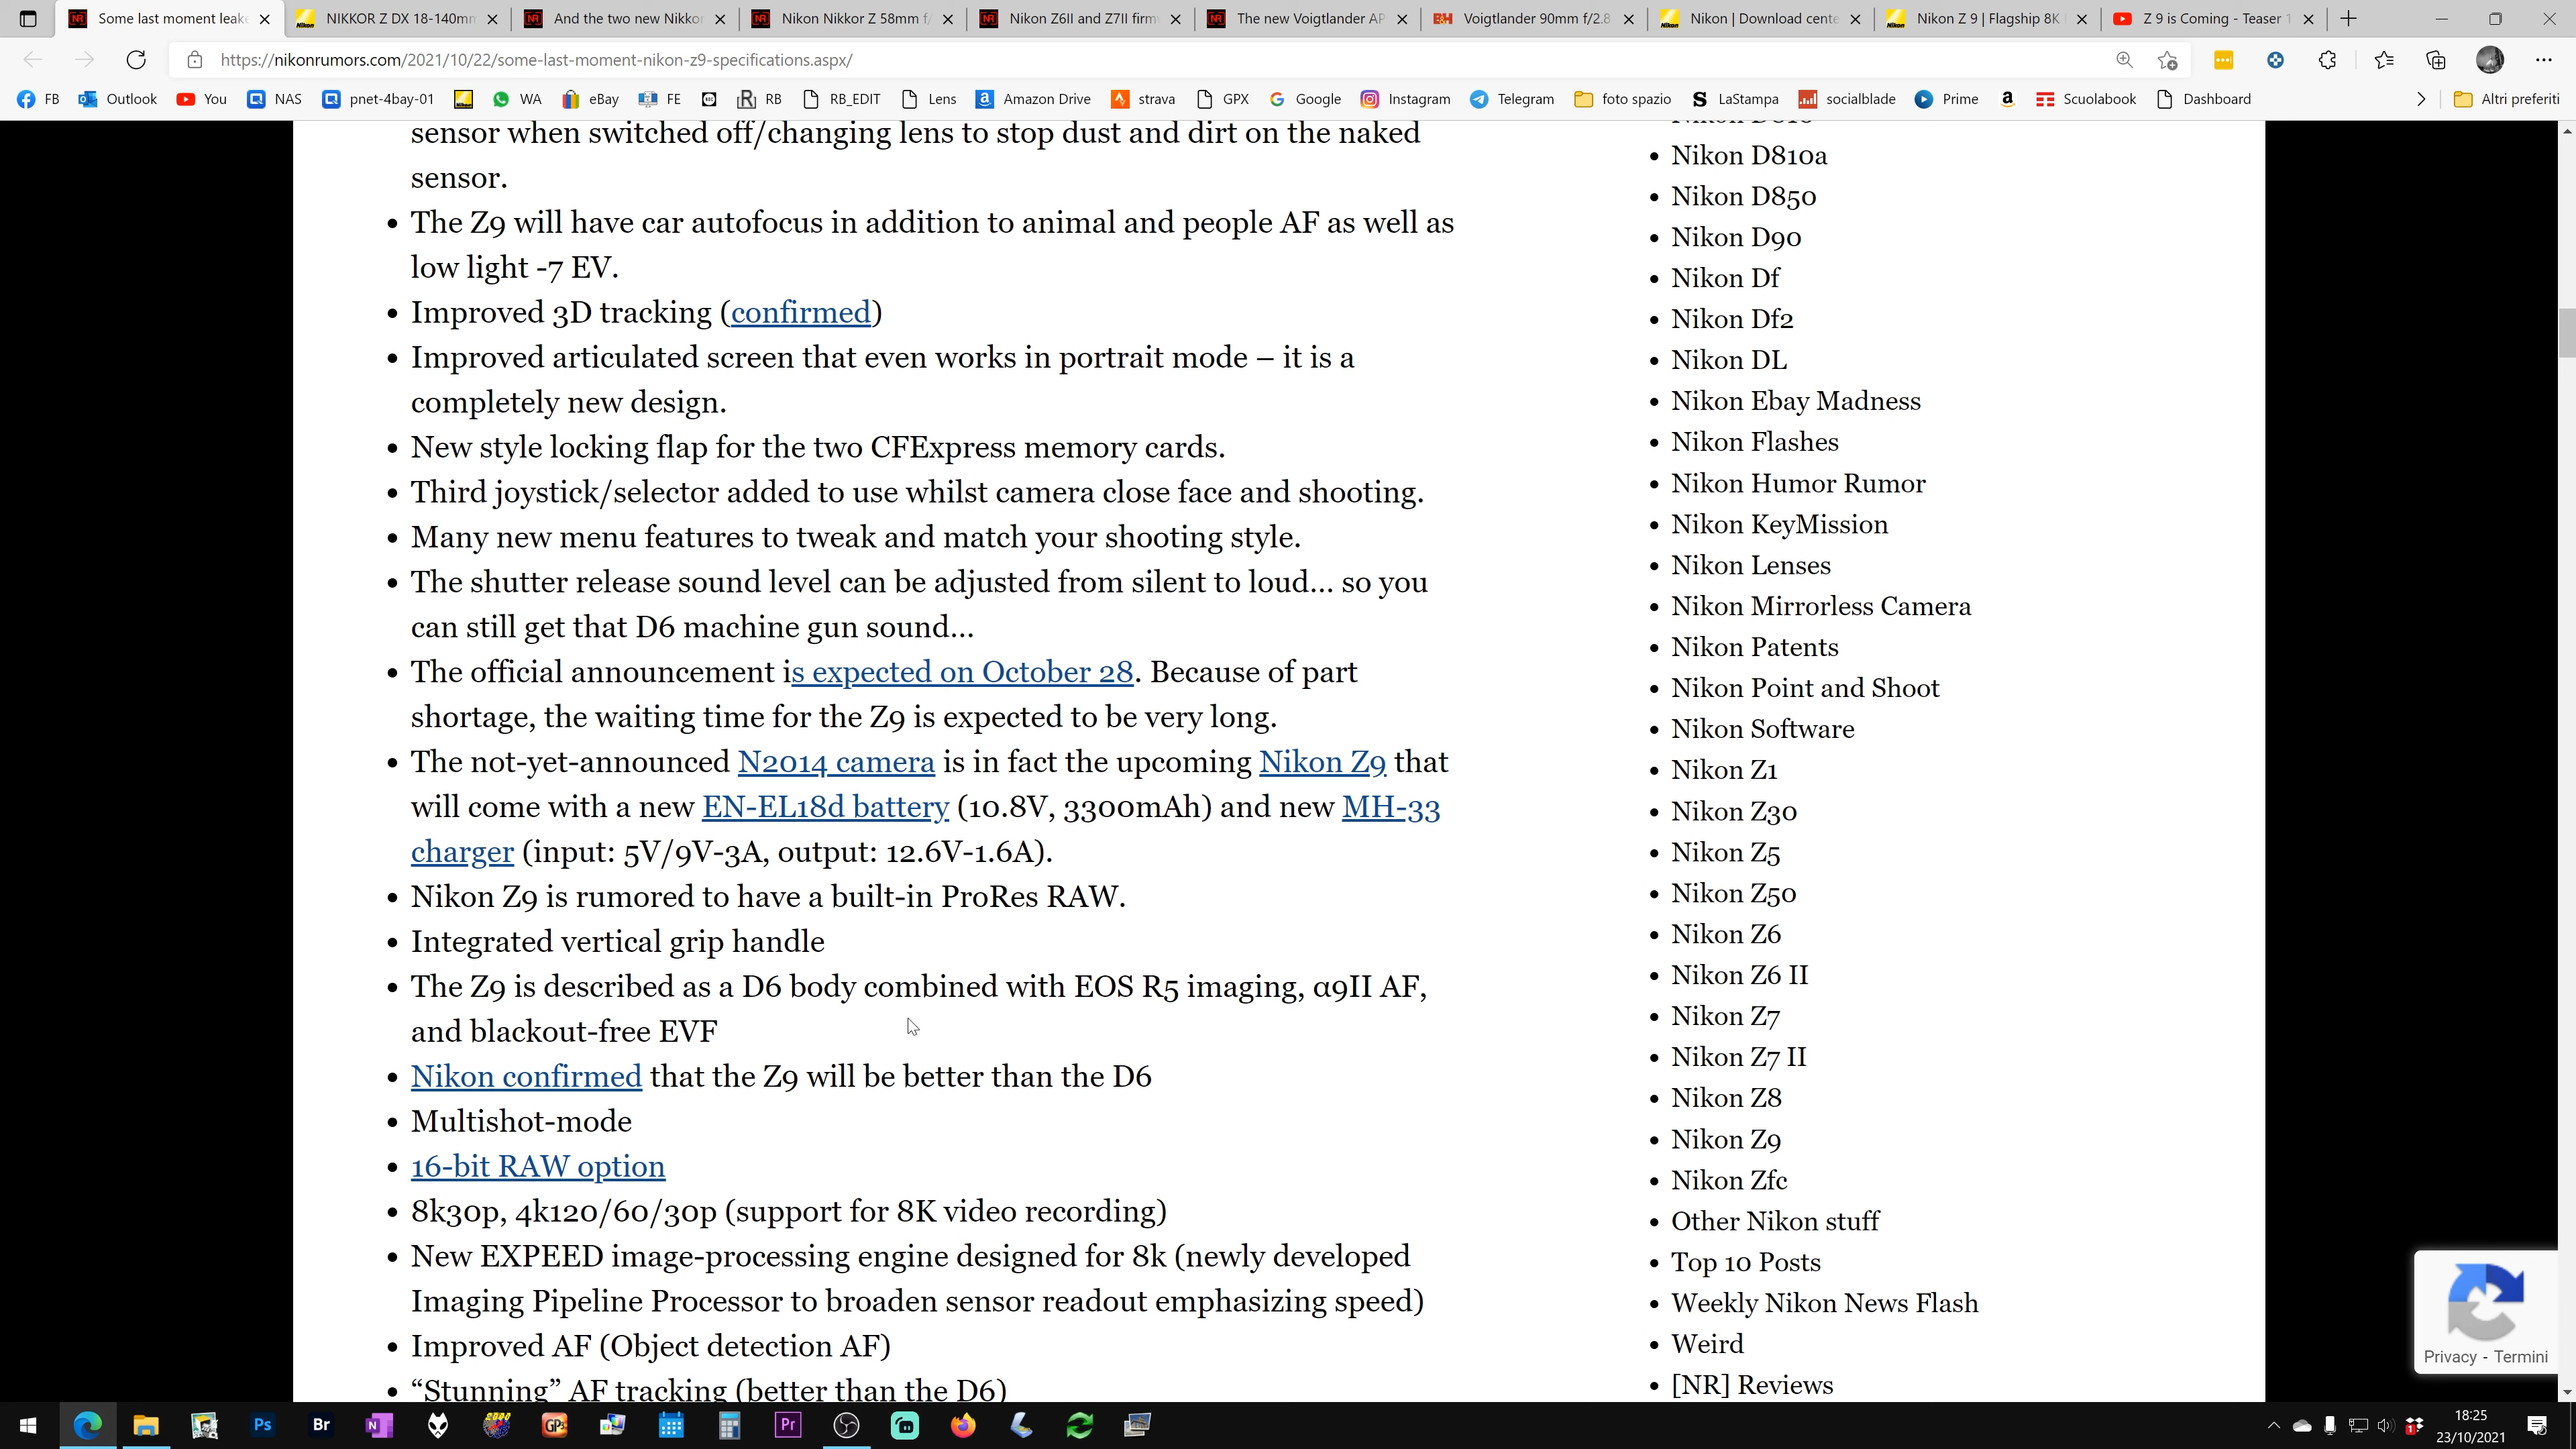 Some last moment leake
NIKKOR Z DX 18-140mm
And the two new Nikkor
Nikon Nikkor Z 58mm f/
Nikon Z6II and Z7II firm
The new Voigtlander AP
Voigtlander 90mm f/2.8
Nikon | Download cente
Nikon Z 9 | Flagship 8K
Z 9 is Coming - Teaser 1
https://nikonrumors.com/2021/10/22/some-last-moment-nikon-z9-specifications.aspx/
FB
Outlook
You
NAS
pnet-4bay-01
WA
eBay
FE
RB
RB_EDIT
Lens
Amazon Drive
strava
GPX
Google
Instagram
Telegram
foto spazio
LaStampa
socialblade
Prime
Scuolabook
Dashboard
Altri preferiti
sensor when switched off/changing lens to stop dust and dirt on the naked
sensor.
• The Z9 will have car autofocus in addition to animal and people AF as well as
low light -7 EV.
• Improved 3D tracking (confirmed)
• Improved articulated screen that even works in portrait mode – it is a
completely new design.
• New style locking flap for the two CFExpress memory cards.
• Third joystick/selector added to use whilst camera close face and shooting.
• Many new menu features to tweak and match your shooting style.
• The shutter release sound level can be adjusted from silent to loud… so you
can still get that D6 machine gun sound…
• The official announcement is expected on October 28. Because of part
shortage, the waiting time for the Z9 is expected to be very long.
• The not-yet-announced N2014 camera is in fact the upcoming Nikon Z9 that
will come with a new EN-EL18d battery (10.8V, 3300mAh) and new MH-33
charger (input: 5V/9V-3A, output: 12.6V-1.6A).
• Nikon Z9 is rumored to have a built-in ProRes RAW.
• Integrated vertical grip handle
• The Z9 is described as a D6 body combined with EOS R5 imaging, α9II AF,
and blackout-free EVF
• Nikon confirmed that the Z9 will be better than the D6
• Multishot-mode
• 16-bit RAW option
• 8k30p, 4k120/60/30p (support for 8K video recording)
• New EXPEED image-processing engine designed for 8k (newly developed
Imaging Pipeline Processor to broaden sensor readout emphasizing speed)
• Improved AF (Object detection AF)
• “Stunning” AF tracking (better than the D6)
• Nikon D810a
• Nikon D850
• Nikon D90
• Nikon Df
• Nikon Df2
• Nikon DL
• Nikon Ebay Madness
• Nikon Flashes
• Nikon Humor Rumor
• Nikon KeyMission
• Nikon Lenses
• Nikon Mirrorless Camera
• Nikon Patents
• Nikon Point and Shoot
• Nikon Software
• Nikon Z1
• Nikon Z30
• Nikon Z5
• Nikon Z50
• Nikon Z6
• Nikon Z6 II
• Nikon Z7
• Nikon Z7 II
• Nikon Z8
• Nikon Z9
• Nikon Zfc
• Other Nikon stuff
• Top 10 Posts
• Weekly Nikon News Flash
• Weird
• [NR] Reviews
Privacy - Termini
18:25
23/10/2021